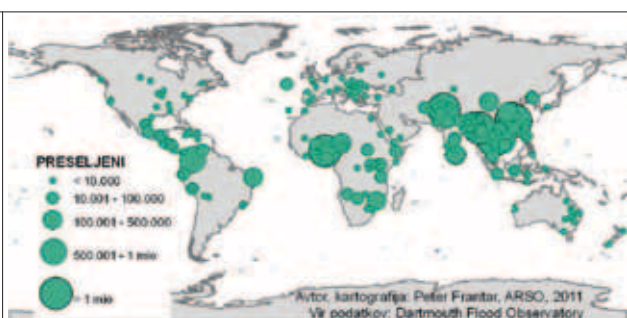 PRESELJENI
< 10.000
10.001 - 100.000
100.001 - 500.000
500.001 - 1 mio
> 1 mio
Avtor, kartografija: Peter Frantar, ARSO, 2011
Vir podatkov: Dartmouth Flood Observatory